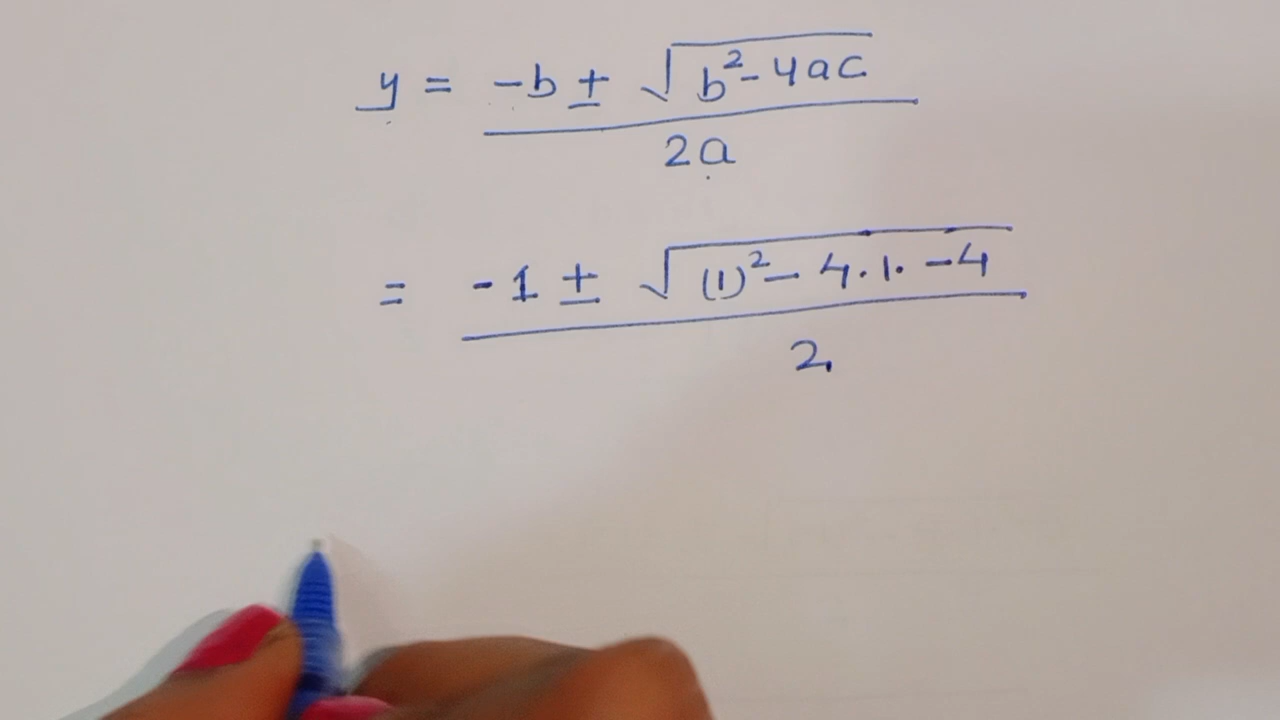 y = -b ± √b²-4ac / 2a
= -1 ± √(1)²- 4.1. -4 / 2